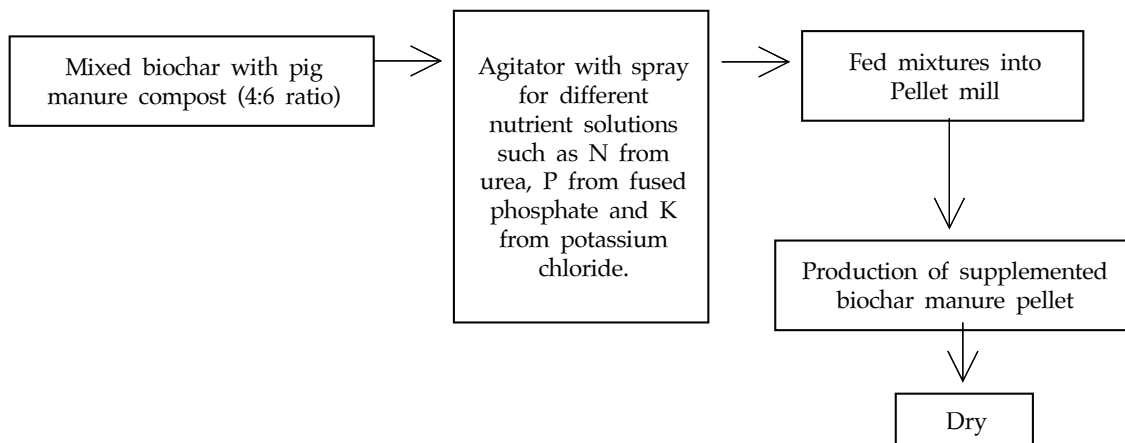 Mixed biochar with pig
manure compost (4:6 ratio)
Agitator with spray
for different
nutrient solutions
such as N from
urea, P from fused
phosphate and K
from potassium
chloride.
Fed mixtures into
Pellet mill
Production of supplemented
biochar manure pellet
Dry